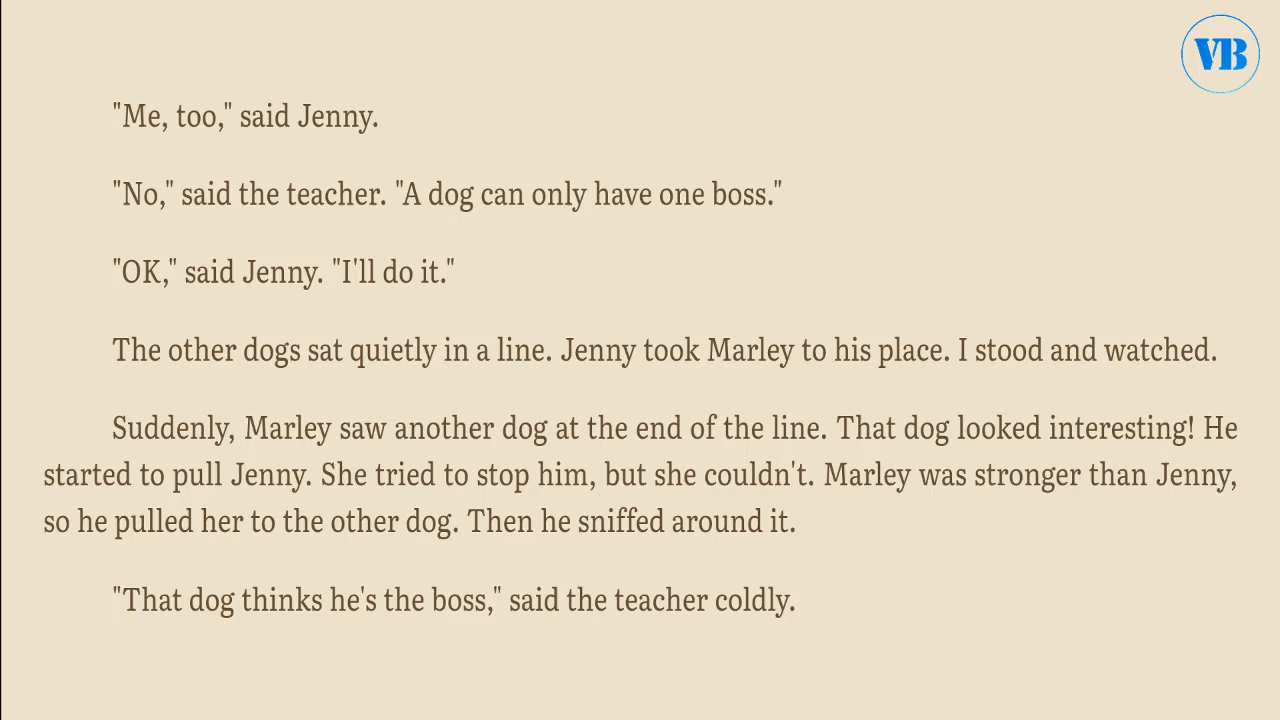 VB
"Me, too," said Jenny.
"No," said the teacher. "A dog can only have one boss."
"OK," said Jenny. "I'll do it."
The other dogs sat quietly in a line. Jenny took Marley to his place. I stood and watched.
Suddenly, Marley saw another dog at the end of the line. That dog looked interesting! He
started to pull Jenny. She tried to stop him, but she couldn't. Marley was stronger than Jenny,
so he pulled her to the other dog. Then he sniffed around it.
"That dog thinks he's the boss," said the teacher coldly.